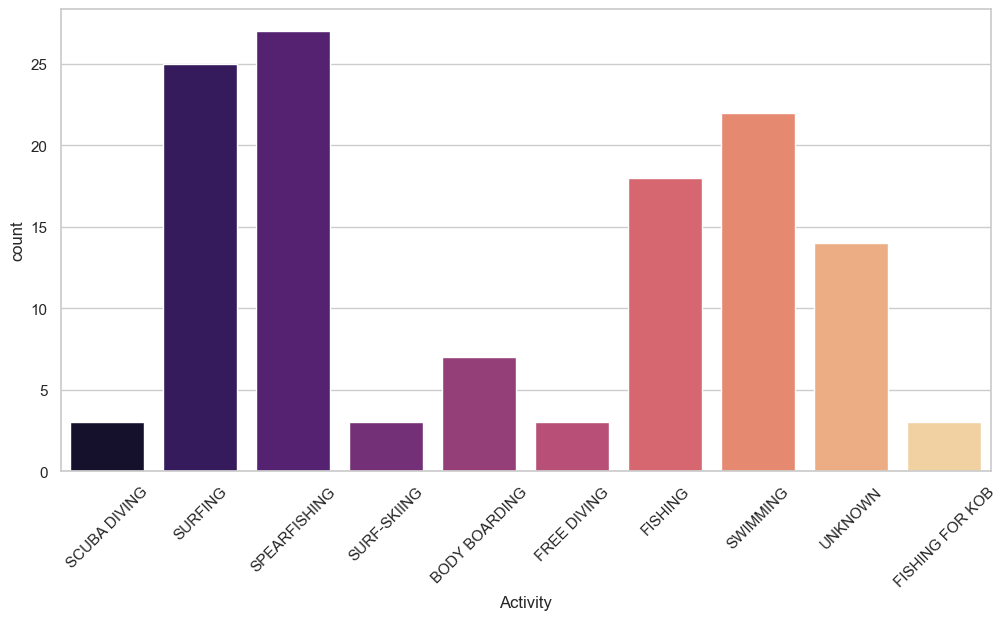 25
20
15
10
5
0
count
SCUBA DIVING
SURFING
SPEARFISHING
SURF-SKIING
BODY BOARDING
FREE DIVING
FISHING
SWIMMING
UNKNOWN
FISHING FOR KOB
Activity